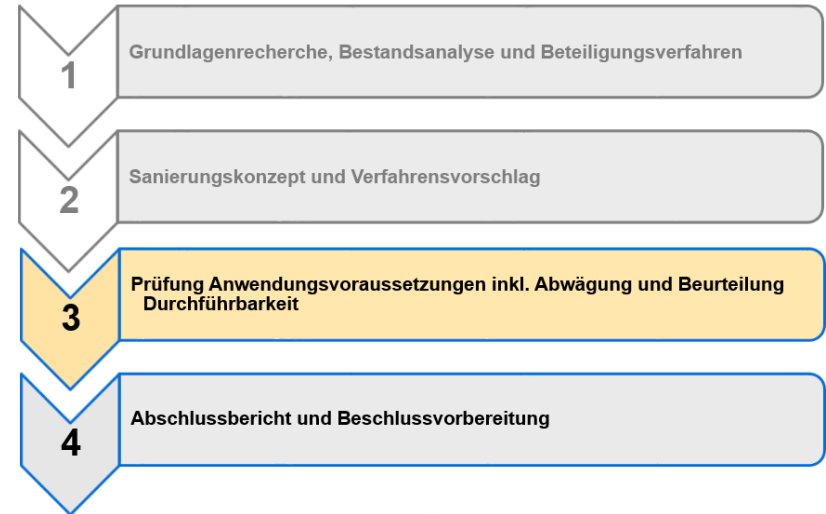 1
Grundlagenrecherche, Bestandsanalyse und Beteiligungsverfahren
2
Sanierungskonzept und Verfahrensvorschlag
3
Prüfung Anwendungsvoraussetzungen inkl. Abwägung und Beurteilung
Durchführbarkeit
4
Abschlussbericht und Beschlussvorbereitung